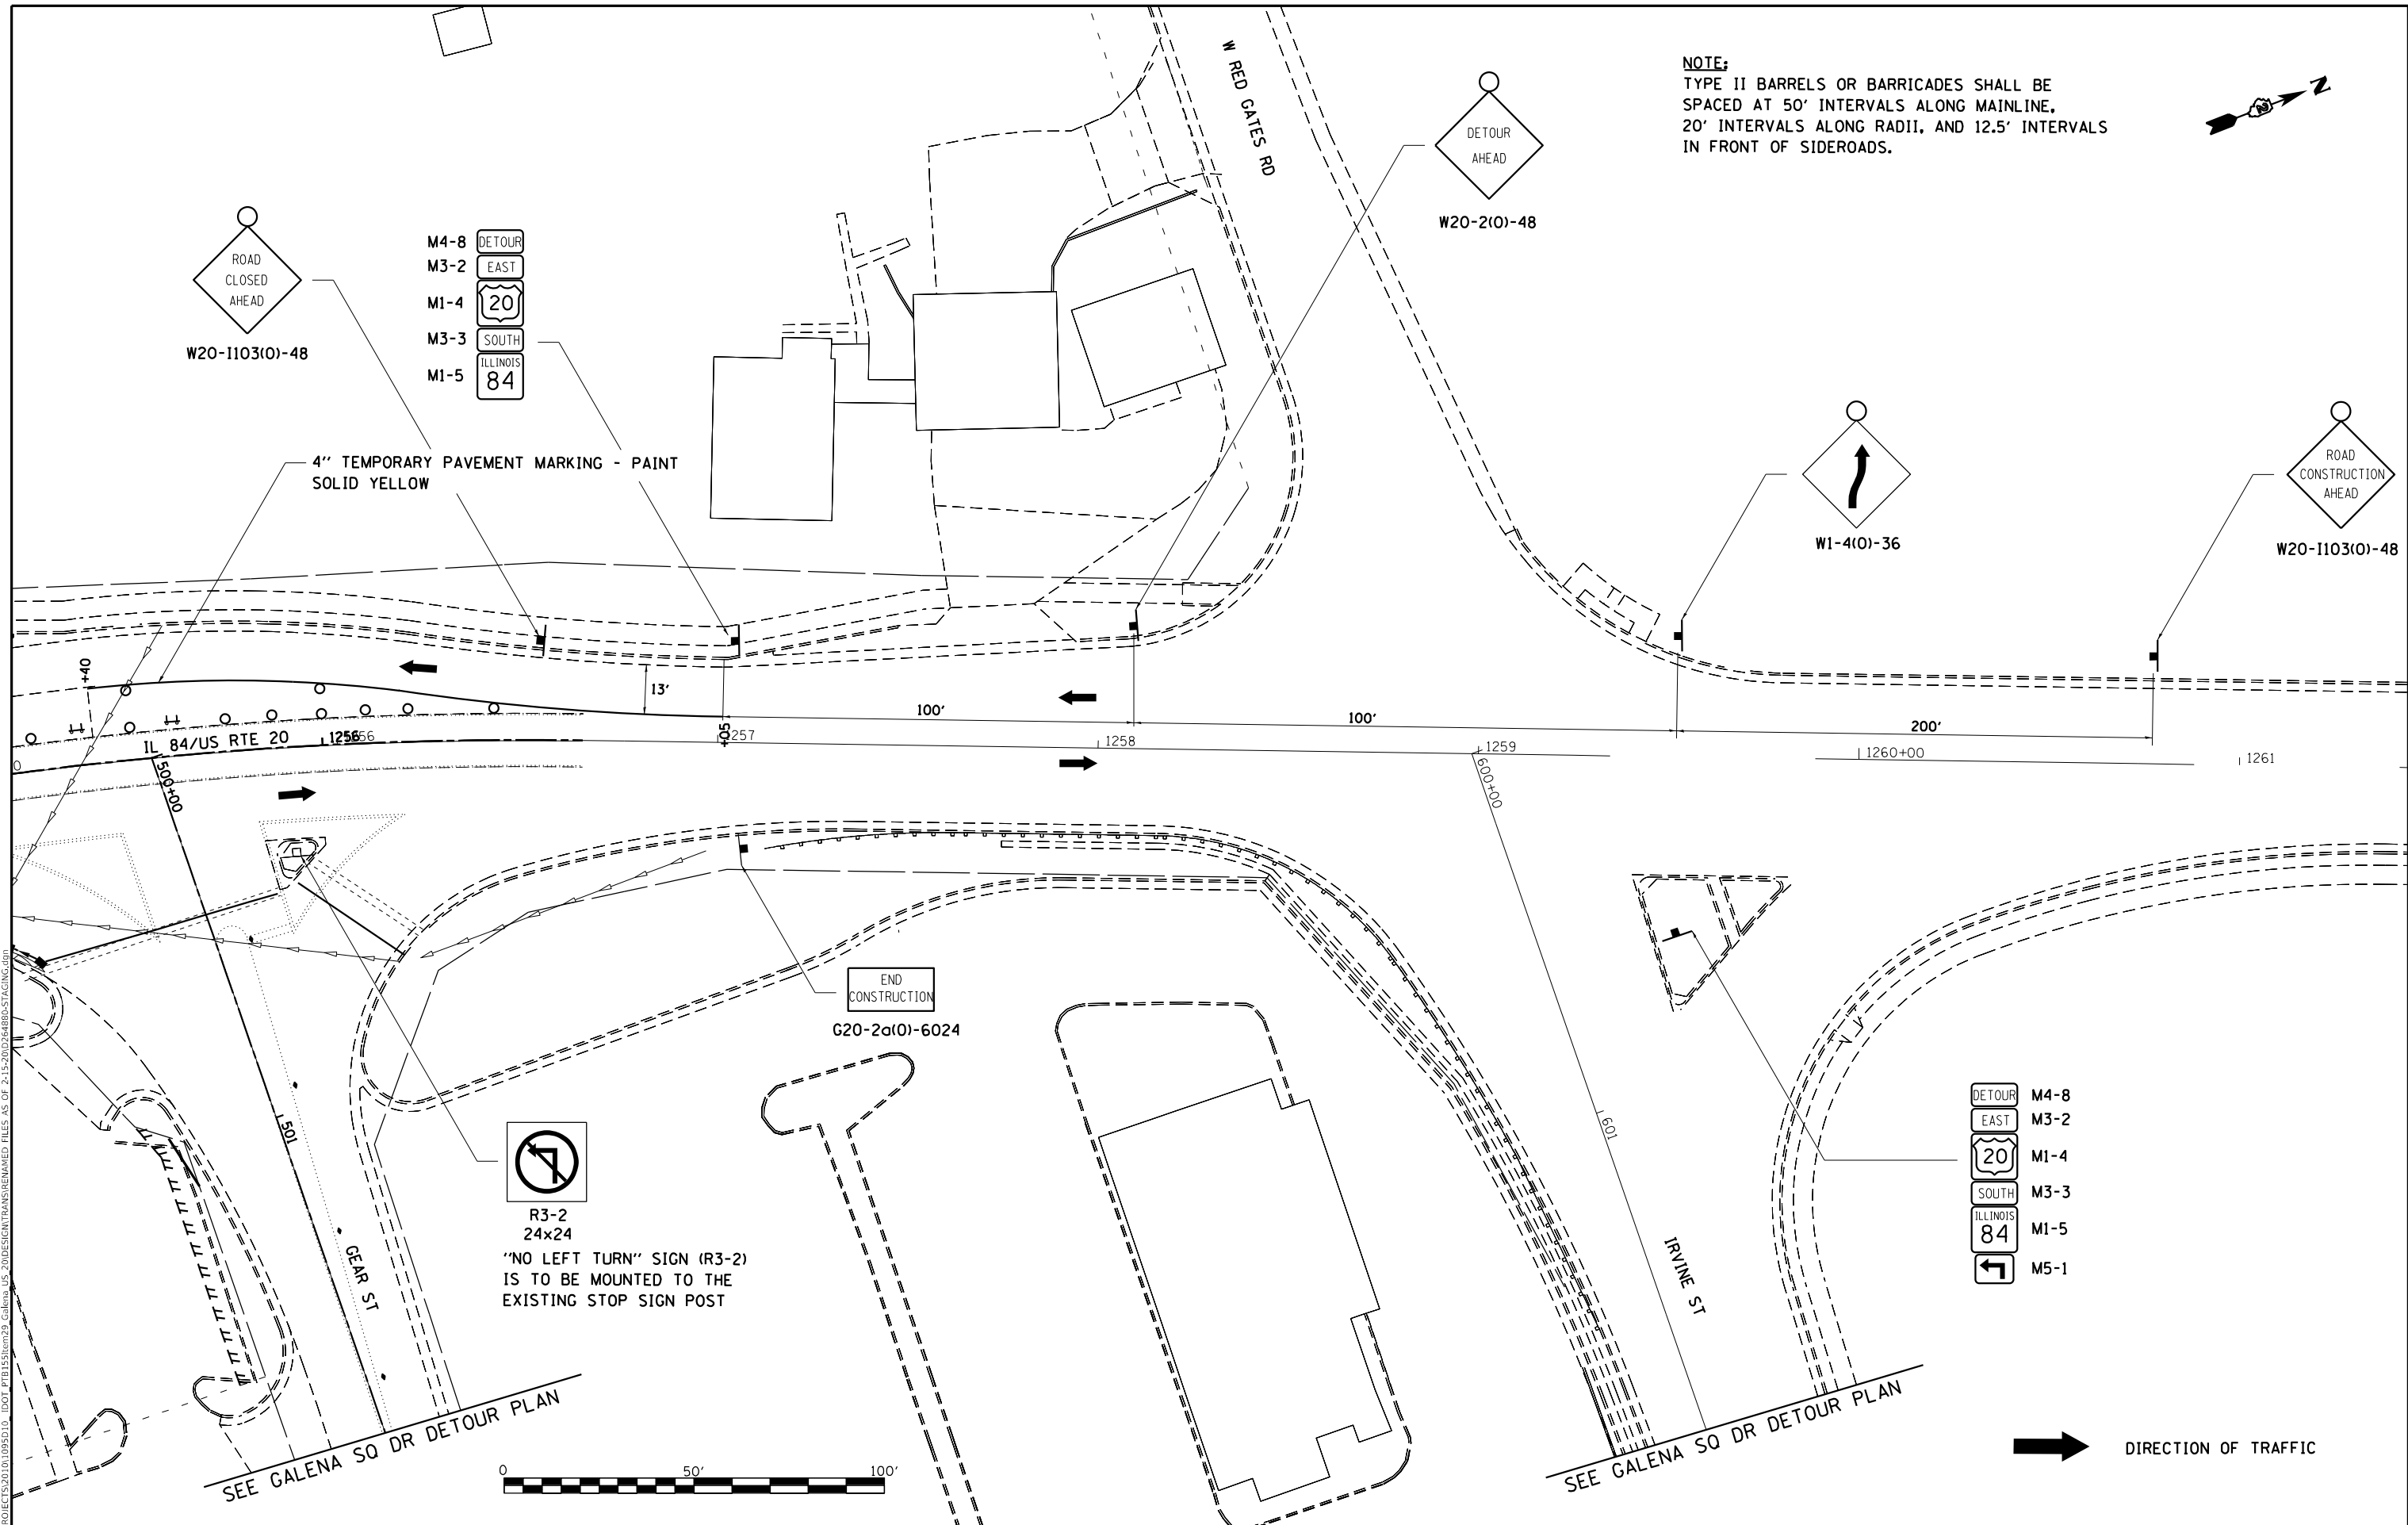 W RED GATES RD
NOTE:
TYPE II BARRELS OR BARRICADES SHALL BE
SPACED AT 50' INTERVALS ALONG MAINLINE,
20' INTERVALS ALONG RADII, AND 12.5' INTERVALS
IN FRONT OF SIDEROADS.
N
DETOUR
AHEAD
W20-2(O)-48
ROAD
CLOSED
AHEAD
W20-I103(O)-48
M4-8 DETOUR
M3-2 EAST
M1-4 20
M3-3 SOUTH
M1-5 ILLINOIS
84
4" TEMPORARY PAVEMENT MARKING - PAINT
SOLID YELLOW
W1-4(O)-36
ROAD
CONSTRUCTION
AHEAD
W20-I103(O)-48
+40
13'
100'
100'
200'
IL 84/US RTE 20
1256
+05
1257
1258
1259
1260+00
1261
500+00
600+00
END
CONSTRUCTION
G20-2a(O)-6024
501
601
R3-2
24x24
"NO LEFT TURN" SIGN (R3-2)
IS TO BE MOUNTED TO THE
EXISTING STOP SIGN POST
GEAR ST
IRVINE ST
DETOUR M4-8
EAST M3-2
20 M1-4
SOUTH M3-3
ILLINOIS
84 M1-5
M5-1
SEE GALENA SQ DR DETOUR PLAN
SEE GALENA SQ DR DETOUR PLAN
0 50' 100'
DIRECTION OF TRAFFIC